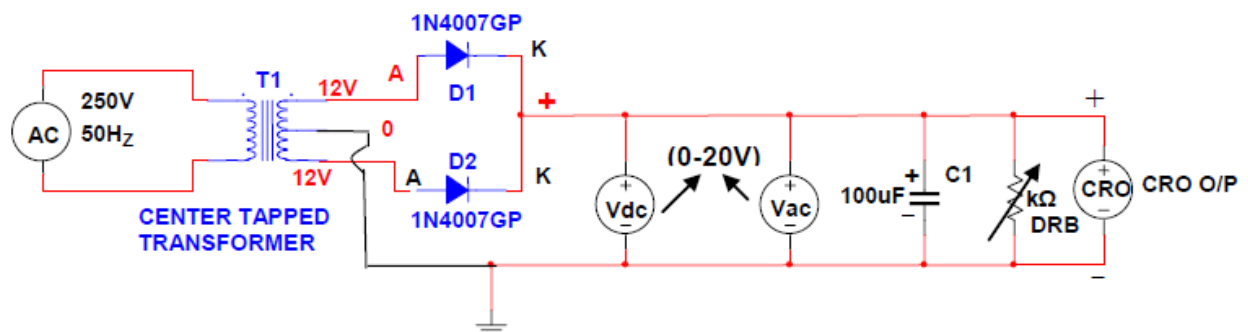 1N4007GP
K
A
D1
T1
12V
250V
50HZ
AC
0
+
+
12V
A
D2
K
1N4007GP
(0-20V)
+
Vdc
−
+
Vac
−
+
100uF
−
C1
kΩ
DRB
+
CRO
−
CRO O/P
−
CENTER TAPPED
TRANSFORMER